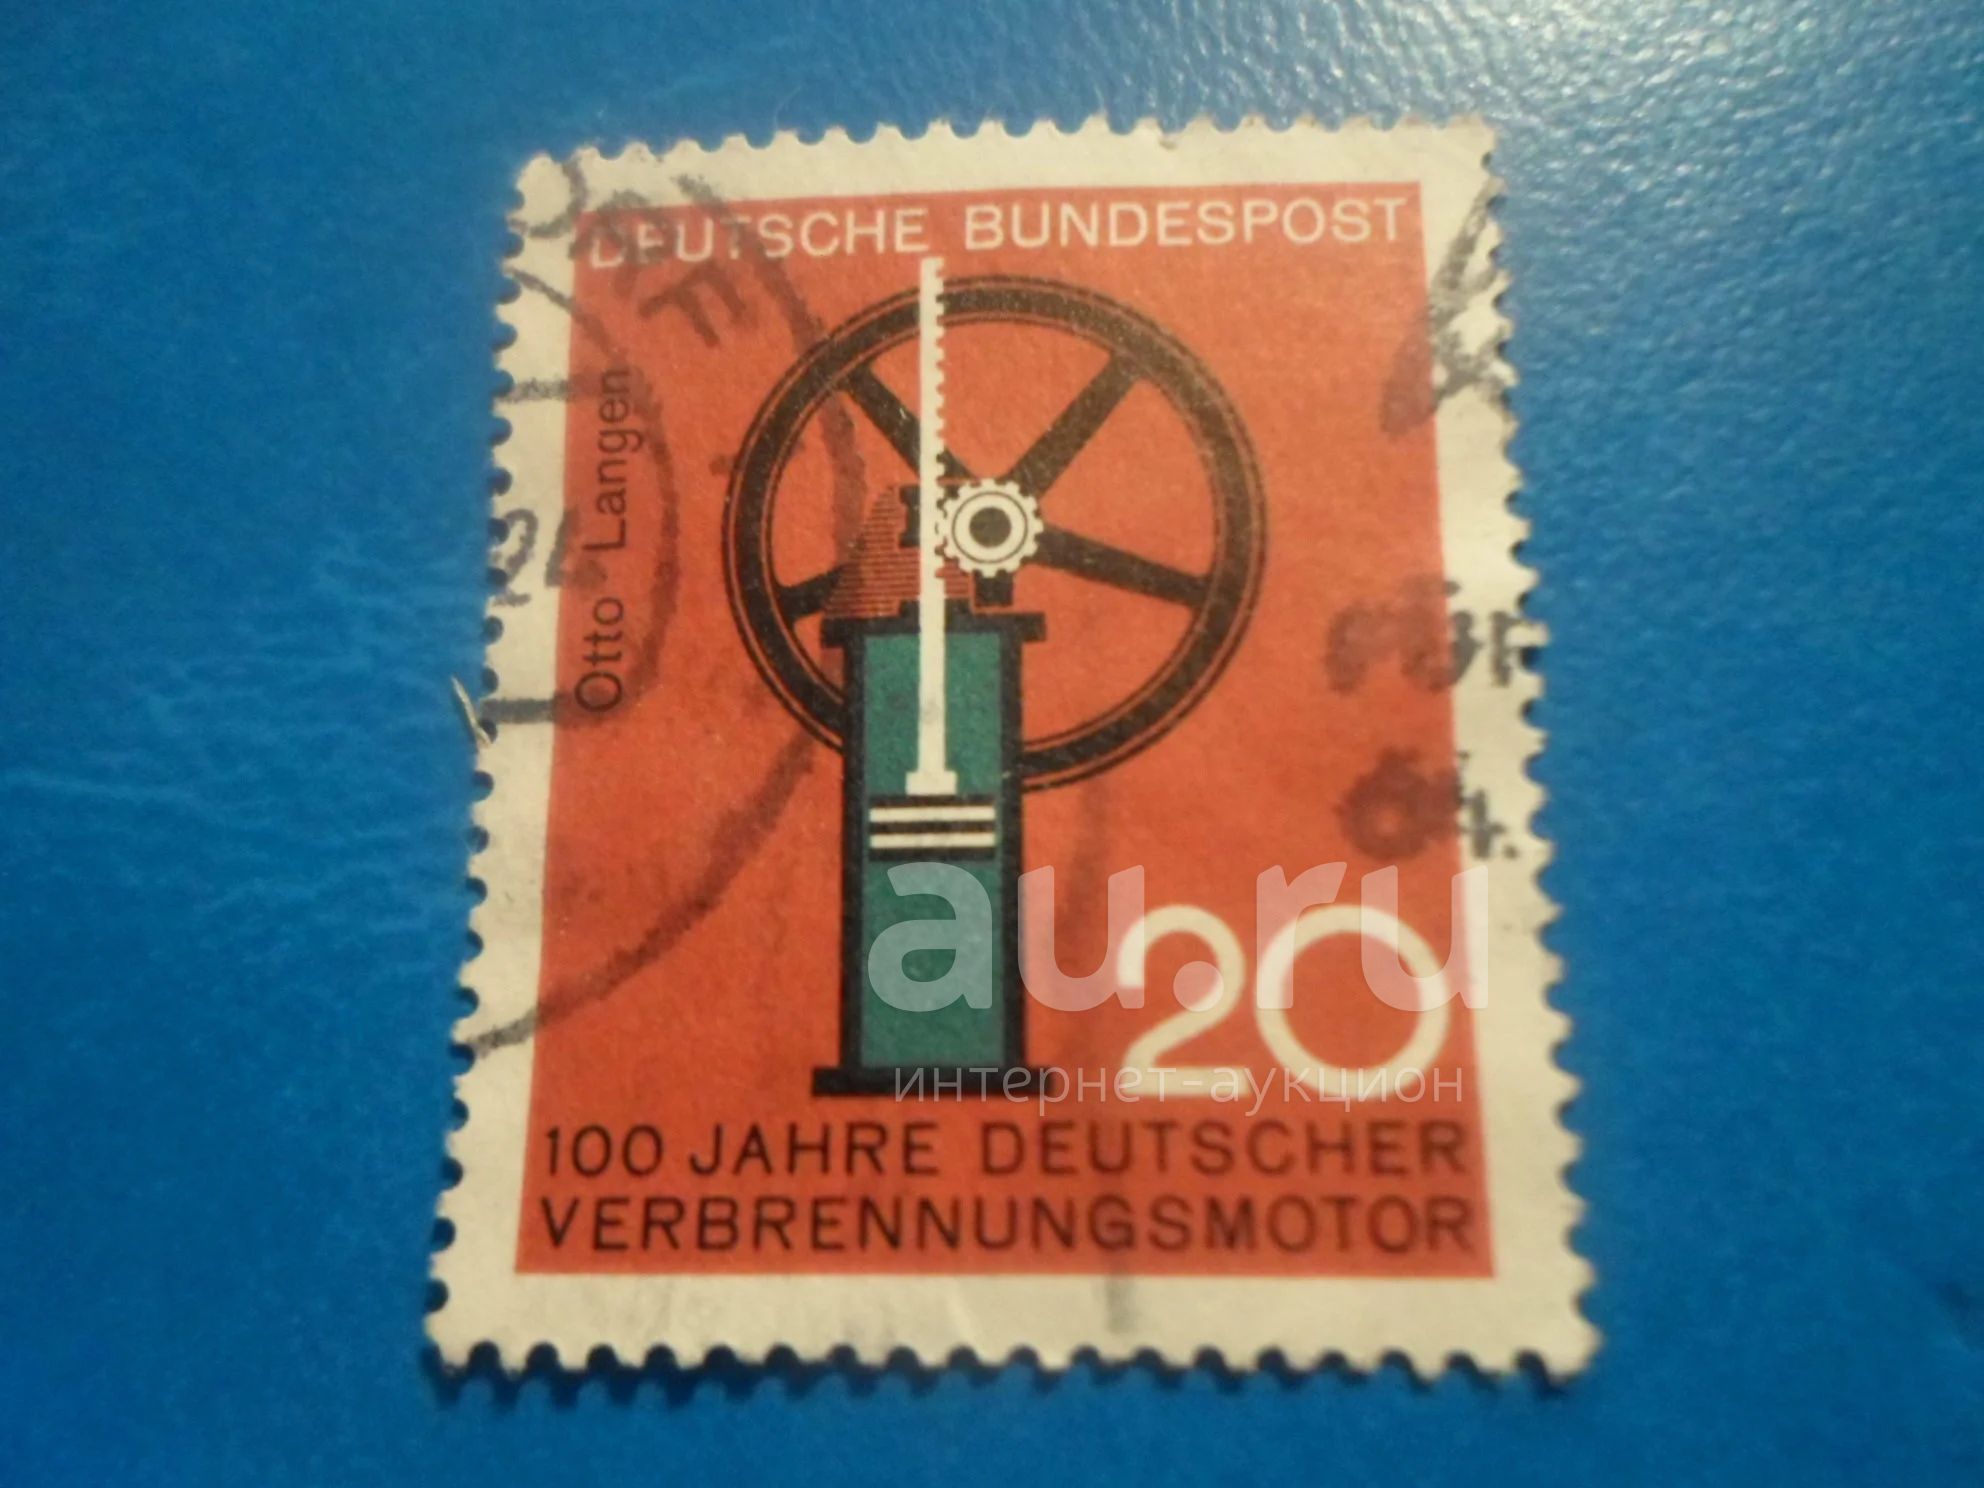 DEUTSCHE BUNDESPOST
Otto Langen
20
100 JAHRE DEUTSCHER
VERBRENNUNGSMOTOR
au.ru
интернет-аукцион